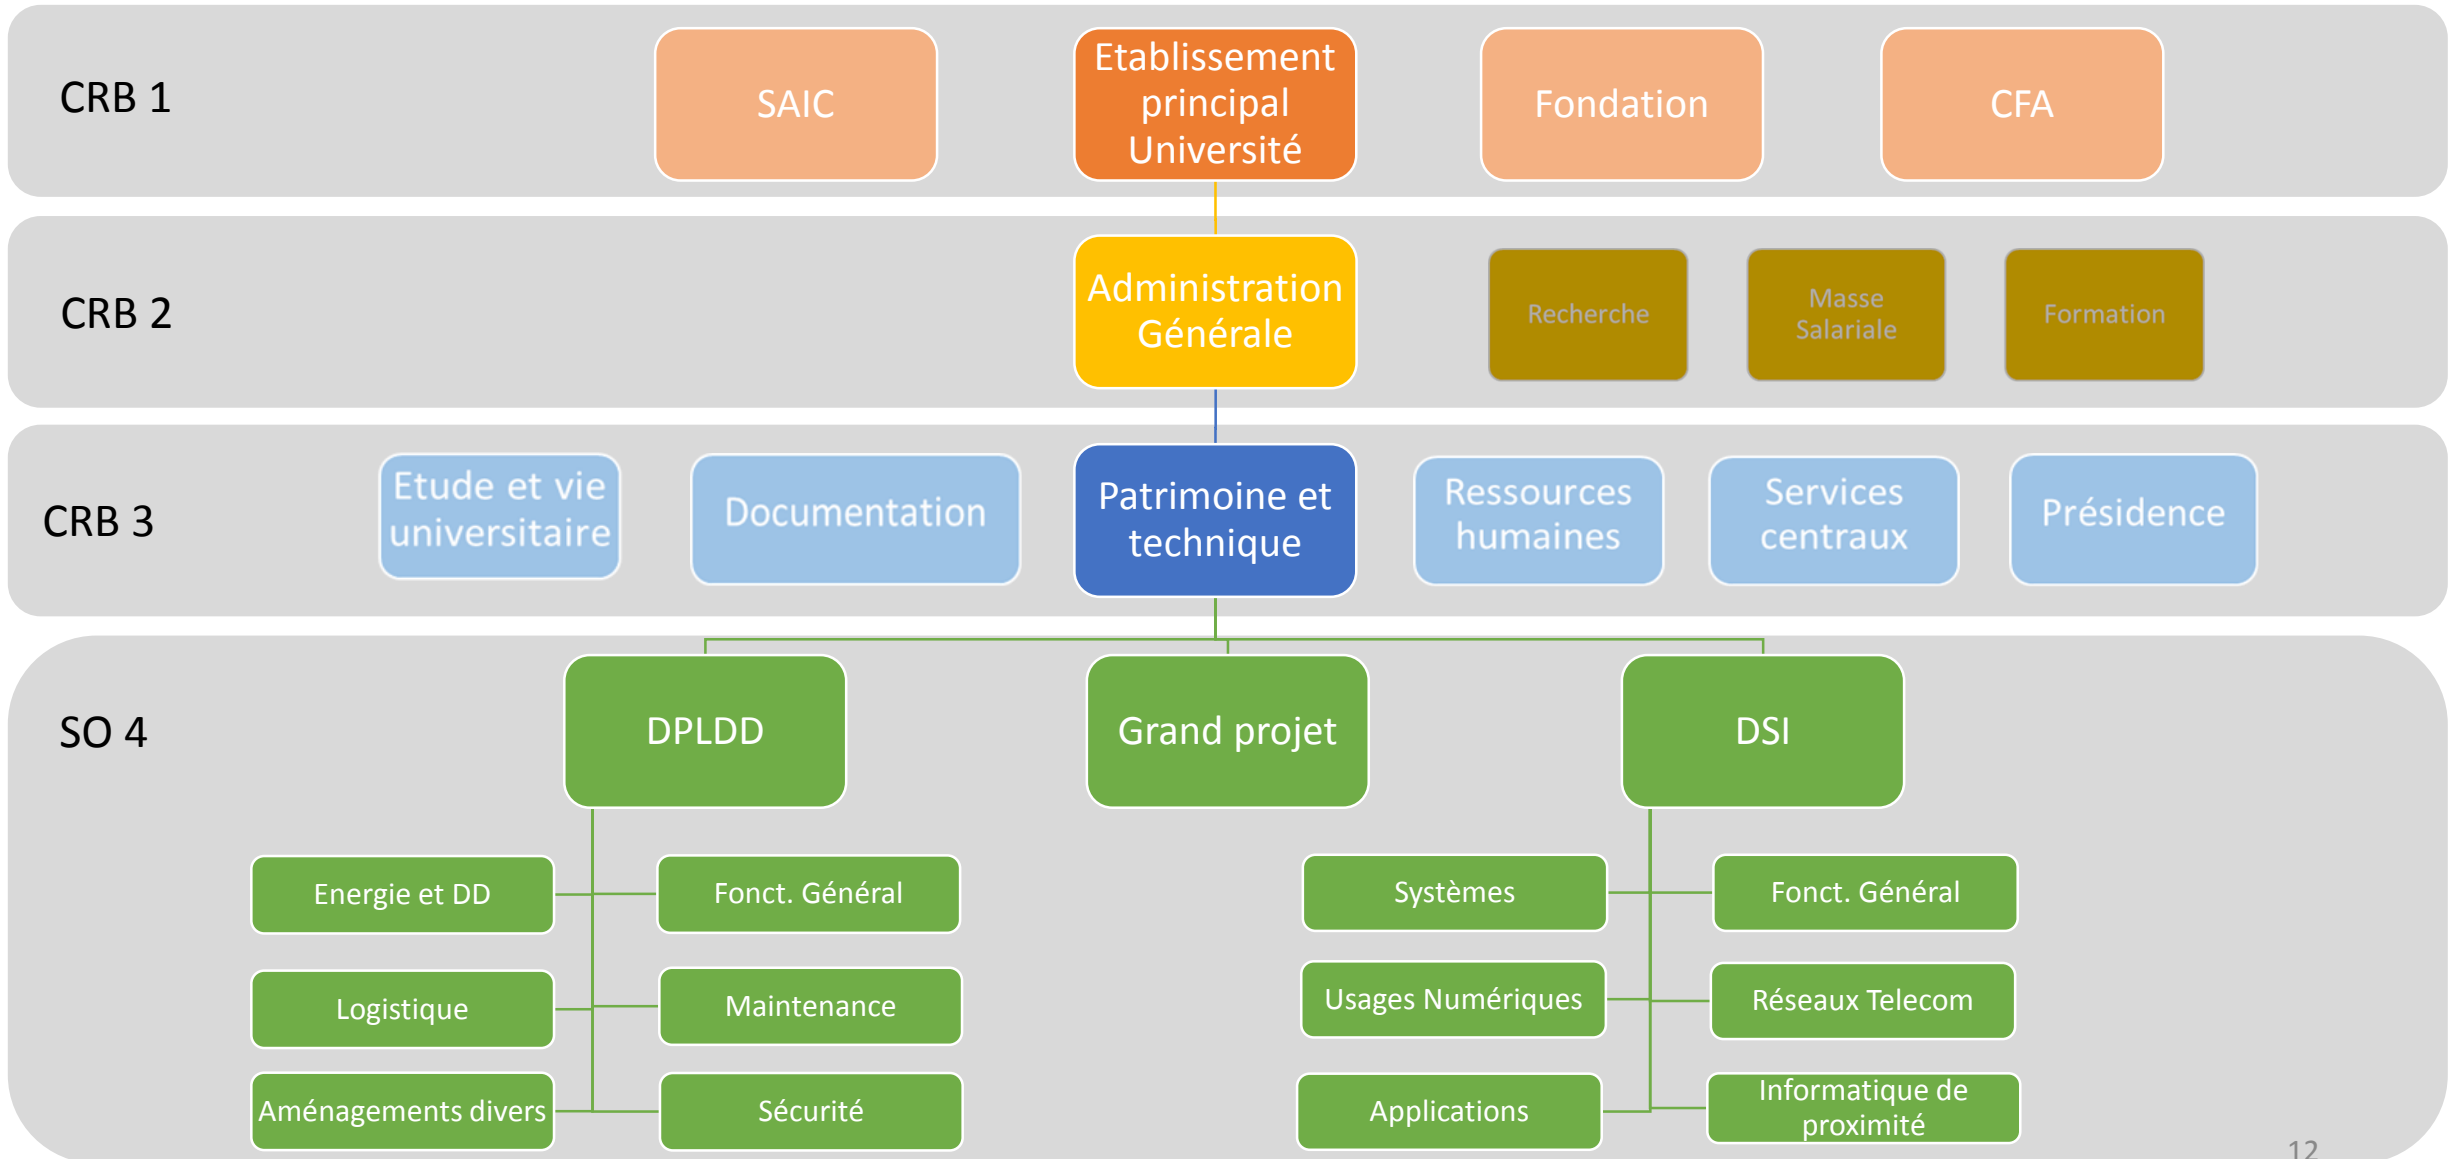 CRB 1
SAIC
Etablissement
principal
Université
Fondation
CFA
CRB 2
Administration
Générale
Recherche
Masse
Salariale
Formation
CRB 3
Etude et vie
universitaire
Documentation
Patrimoine et
technique
Ressources
humaines
Services
centraux
Présidence
SO 4
DPLDD
Grand projet
DSI
Energie et DD
Fonct. Général
Systèmes
Fonct. Général
Logistique
Maintenance
Usages Numériques
Réseaux Telecom
Aménagements divers
Sécurité
Applications
Informatique de
proximité
12